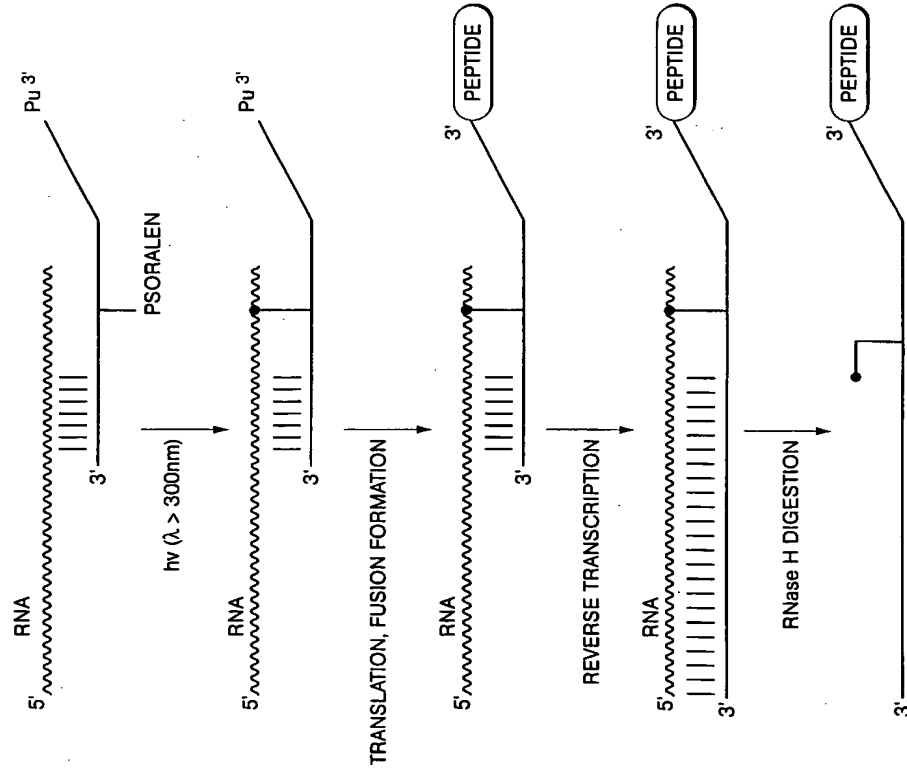 Pu 3'
5'
RNA
3'
PSORALEN
hν (λ > 300nm)
Pu 3'
5'
RNA
3'
TRANSLATION, FUSION FORMATION
PEPTIDE
3'
5'
RNA
3'
REVERSE TRANSCRIPTION
PEPTIDE
3'
5'
RNA
3'
RNase H DIGESTION
PEPTIDE
3'
3'